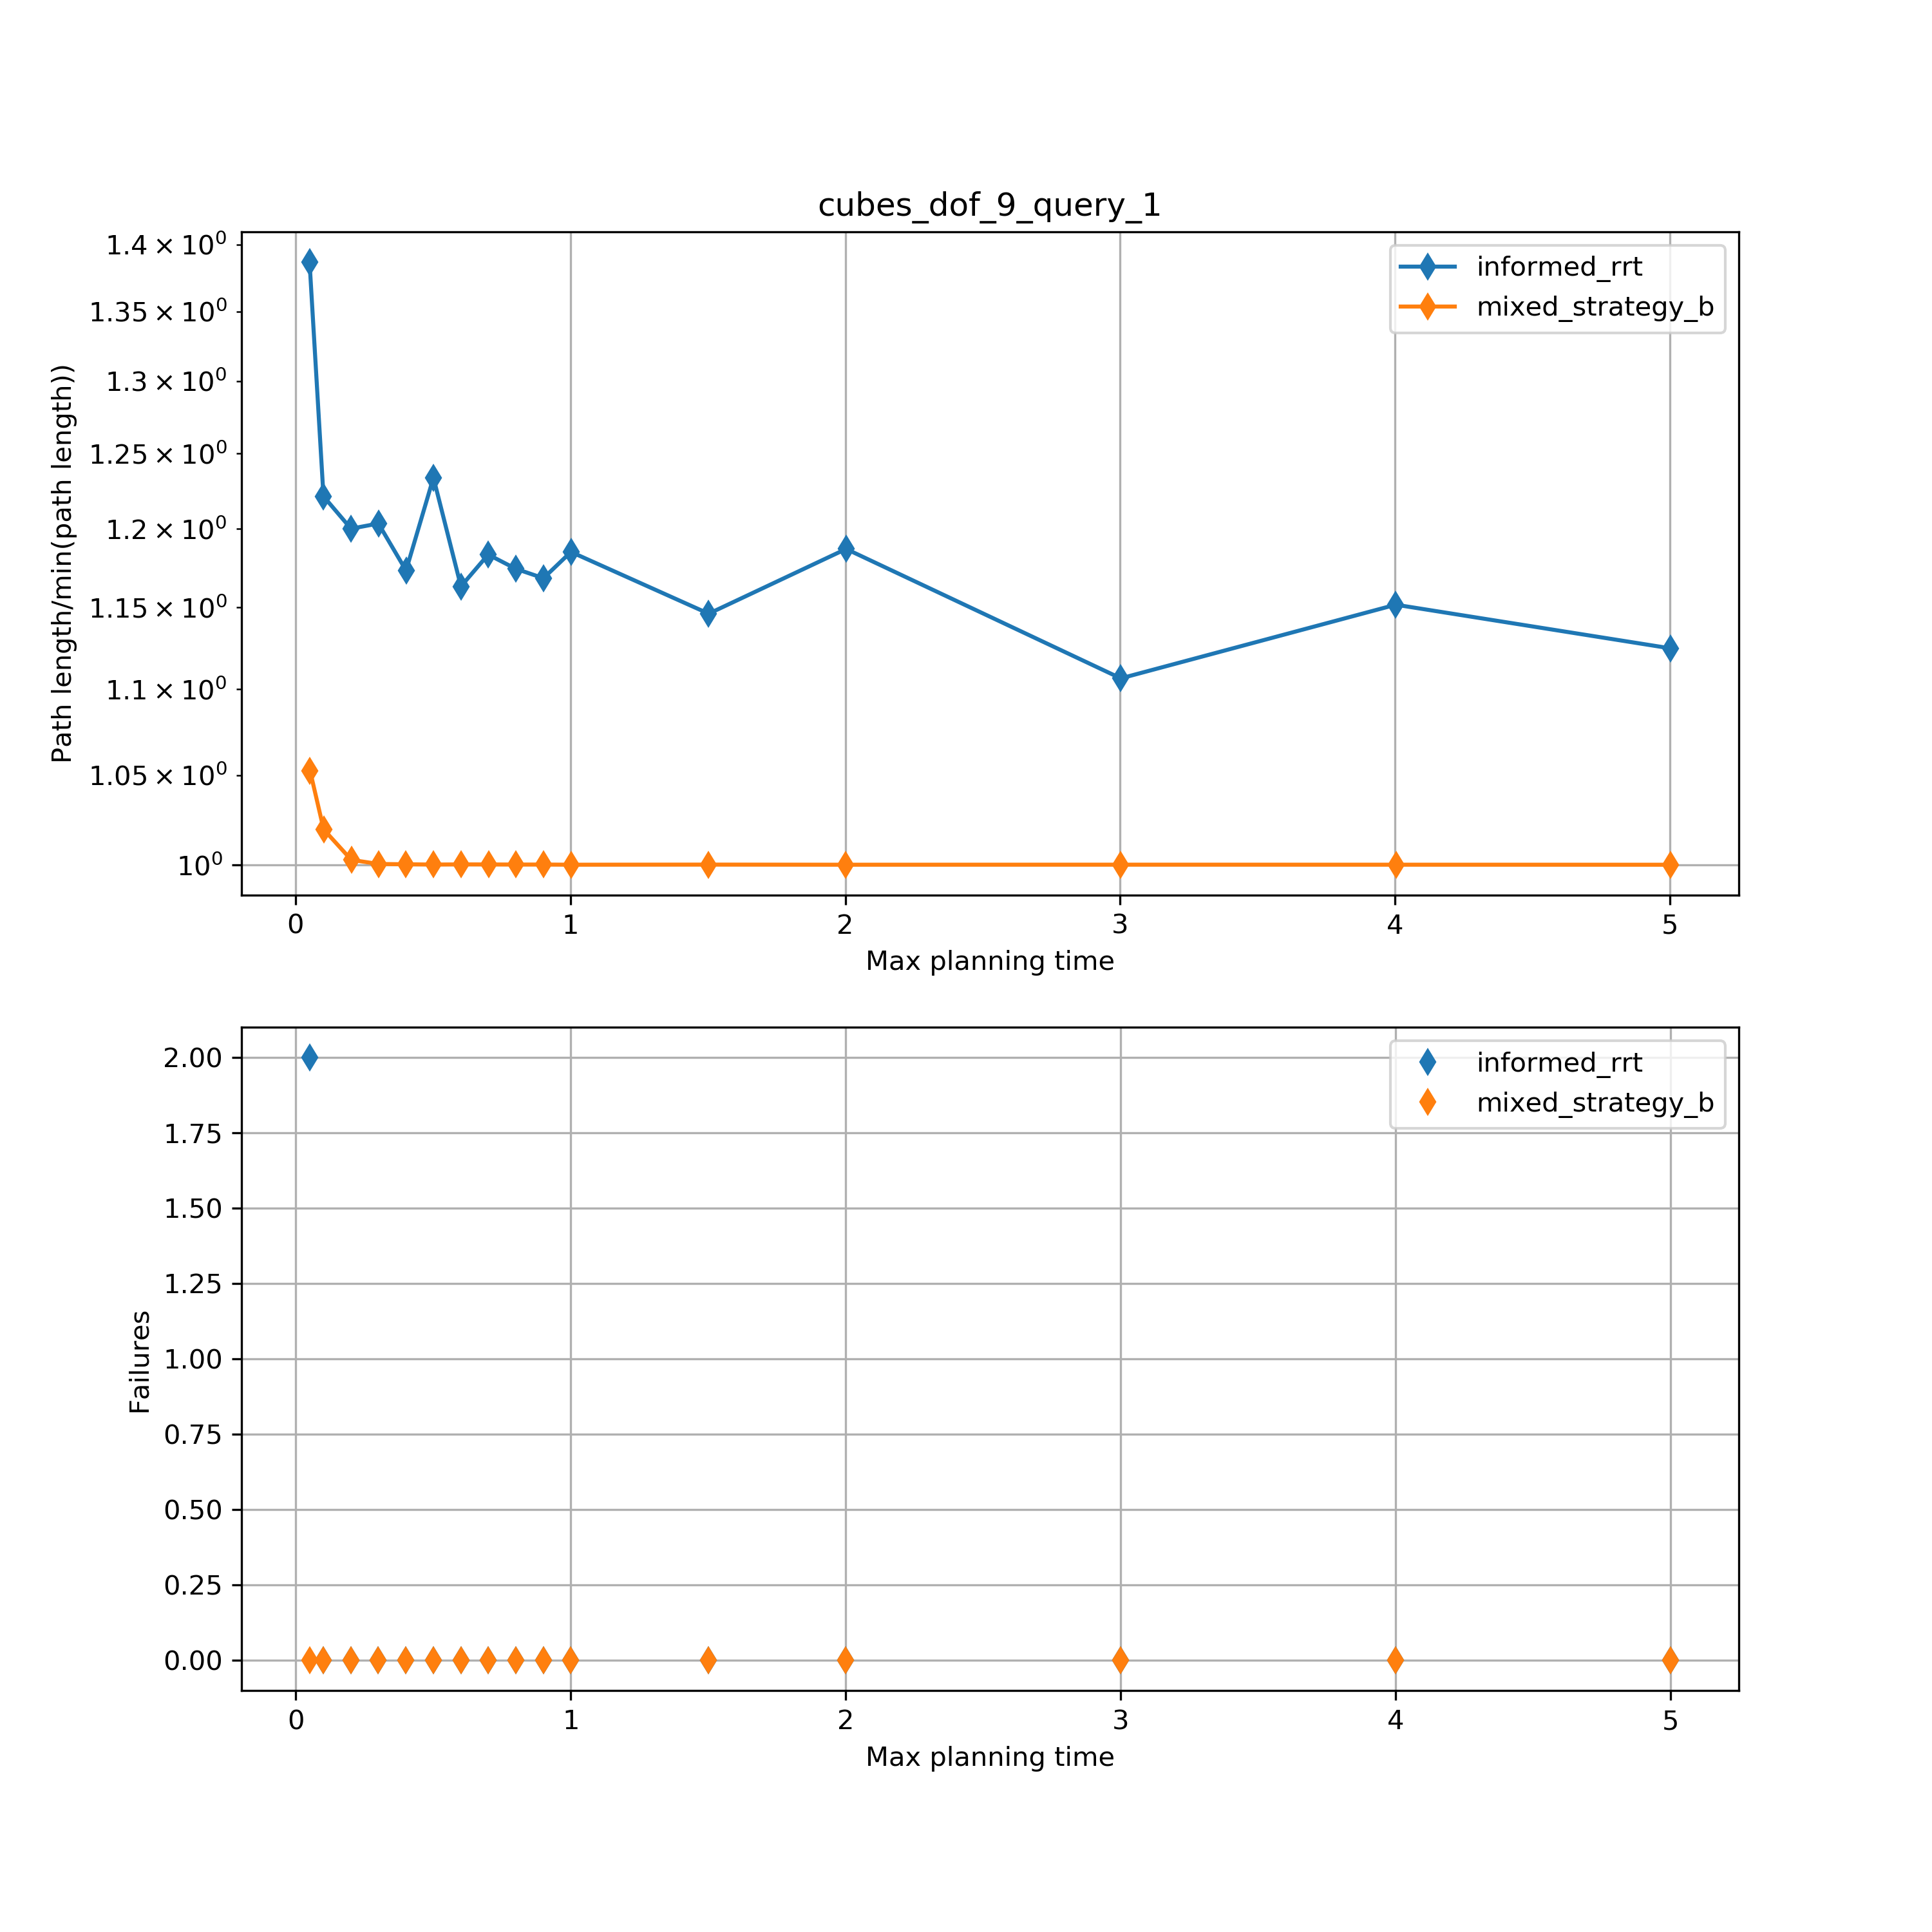 cubes_dof_9_query_1
1.4 × 10⁰
1.35 × 10⁰
1.3 × 10⁰
1.25 × 10⁰
1.2 × 10⁰
1.15 × 10⁰
1.1 × 10⁰
1.05 × 10⁰
10⁰
Path length/min(path length))
informed_rrt
mixed_strategy_b
0 1 2 3 4 5
Max planning time
2.00
1.75
1.50
1.25
1.00
0.75
0.50
0.25
0.00
Failures
informed_rrt
mixed_strategy_b
0 1 2 3 4 5
Max planning time